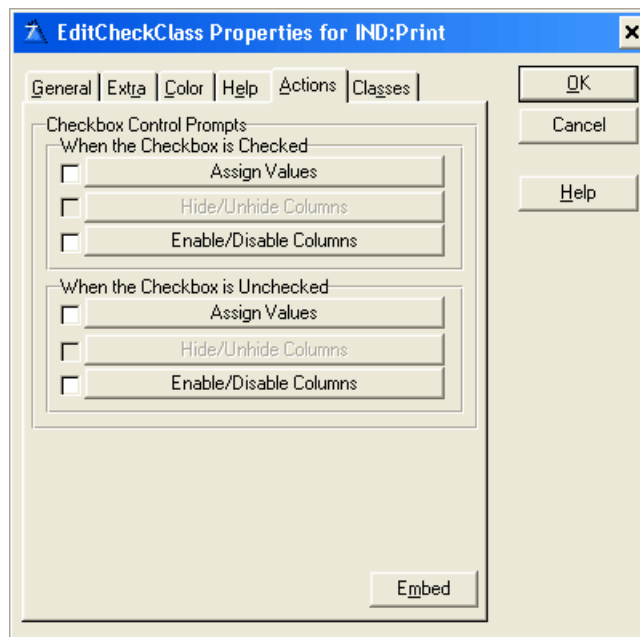 EditCheckClass Properties for IND:Print
General Extra Color Help Actions Classes
OK
Cancel
Help
Checkbox Control Prompts
When the Checkbox is Checked
Assign Values
Hide/Unhide Columns
Enable/Disable Columns
When the Checkbox is Unchecked
Assign Values
Hide/Unhide Columns
Enable/Disable Columns
Embed